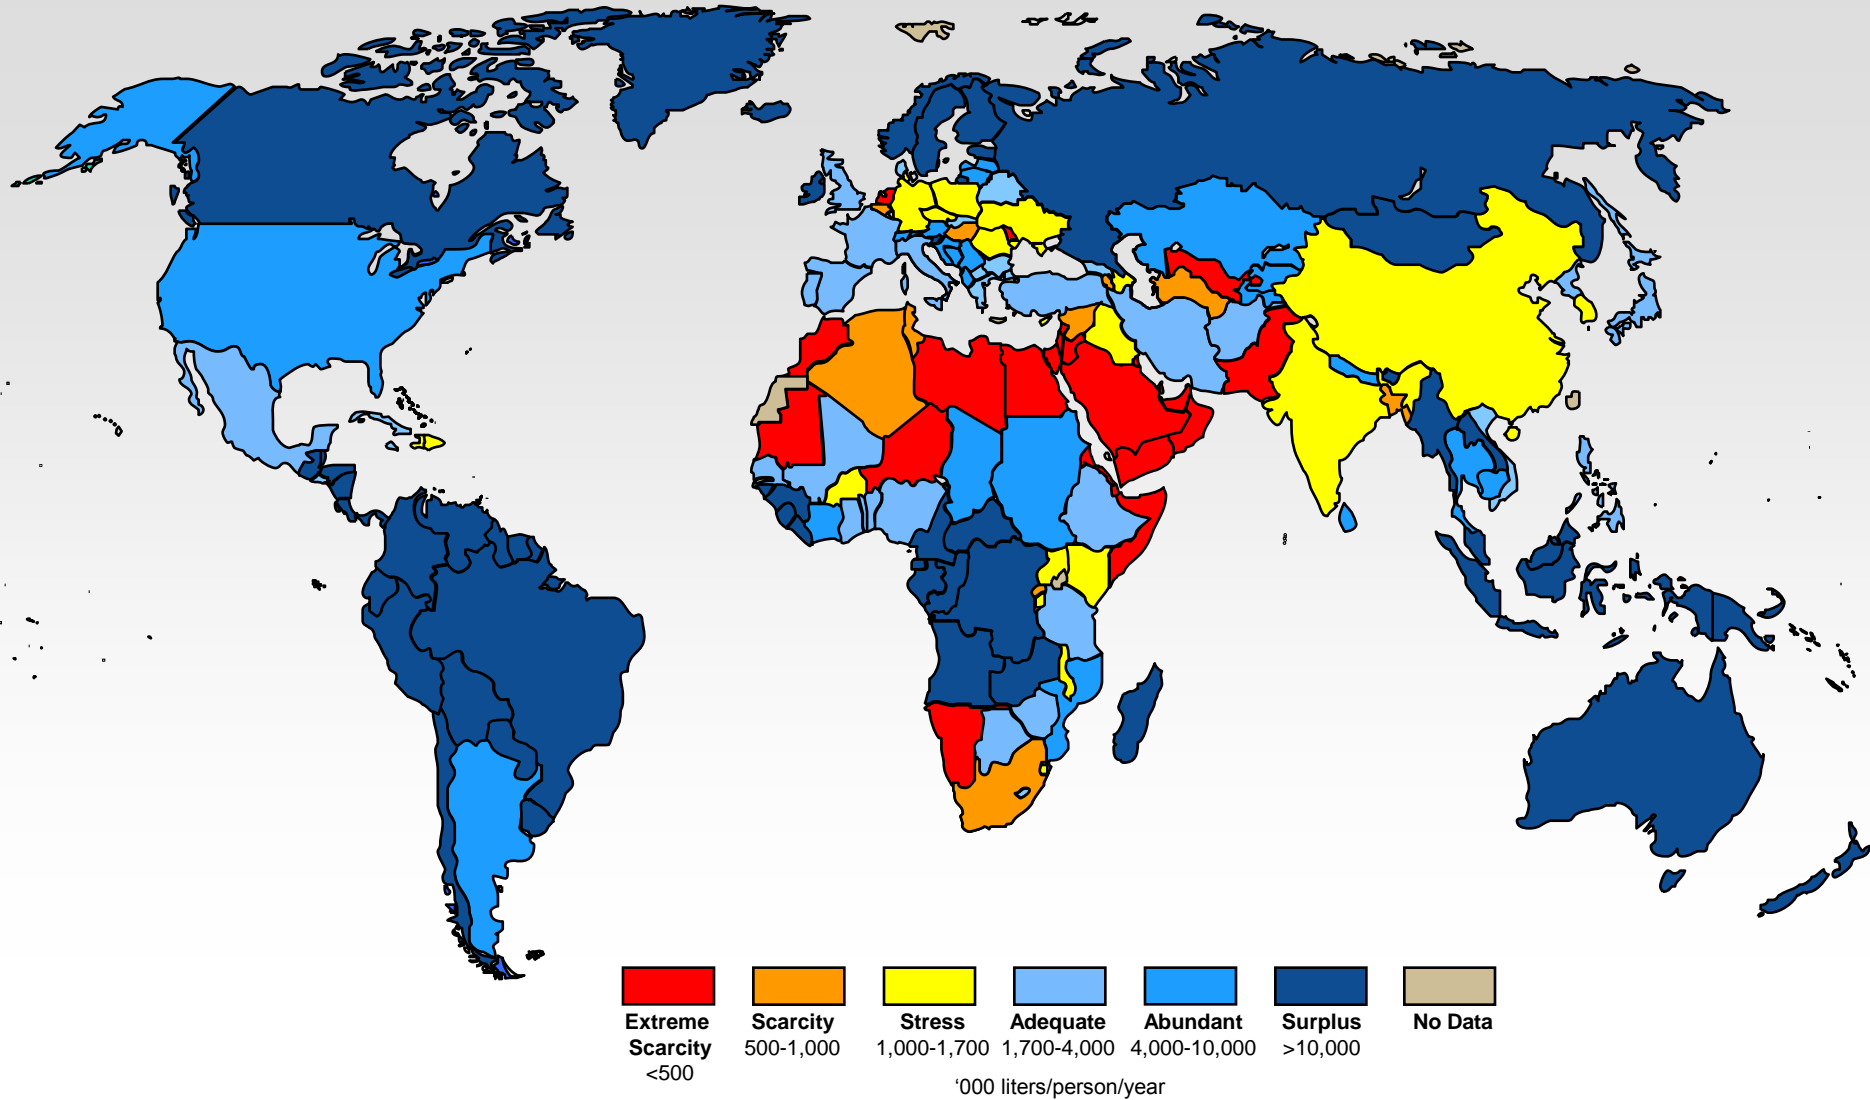 Extreme Scarcity Stress Adequate Abundant Surplus No Data
Scarcity 500-1,000 1,000-1,700 1,700-4,000 4,000-10,000 >10,000
<500
‘000 liters/person/year